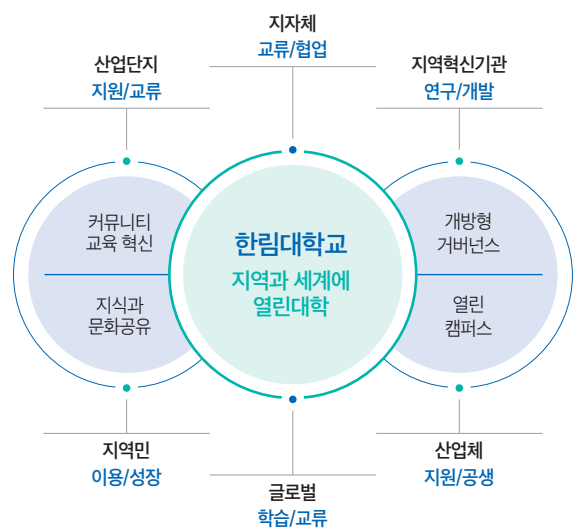 지자체
교류/협업
산업단지
지원/교류
지역혁신기관
연구/개발
커뮤니티
교육 혁신
지식과
문화공유
한림대학교
지역과 세계에
열린대학
개방형
거버넌스
열린
캠퍼스
지역민
이용/성장
글로벌
학습/교류
산업체
지원/공생